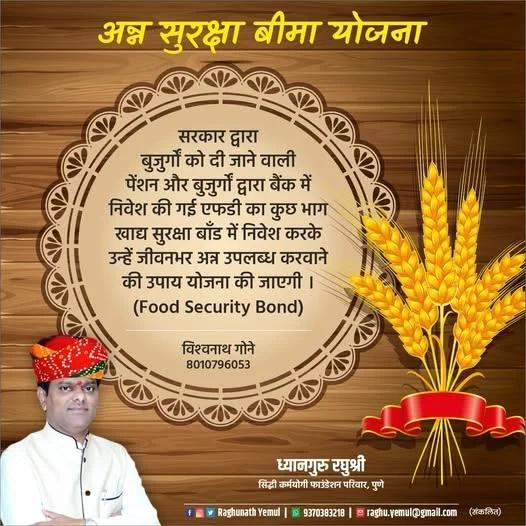 अन्न सुरक्षा बीमा योजना
सरकार द्वारा
बुजुर्गों को दी जाने वाली
पेंशन और बुजुर्गों द्वारा बैंक में
निवेश की गई एफडी का कुछ भाग
खाद्य सुरक्षा बाँड में निवेश करके
उन्हें जीवनभर अन्न उपलब्ध करवाने
की उपाय योजना की जाएगी ।
(Food Security Bond)
विश्वनाथ गोने
8010796053
ध्यानगुरु रघुश्री
सिद्धी कर्मयोगी फाउंडेशन परिवार, पुणे
Raghunath Yemul | 9370383218 | raghu.yemul@gmail.com (संकलित)